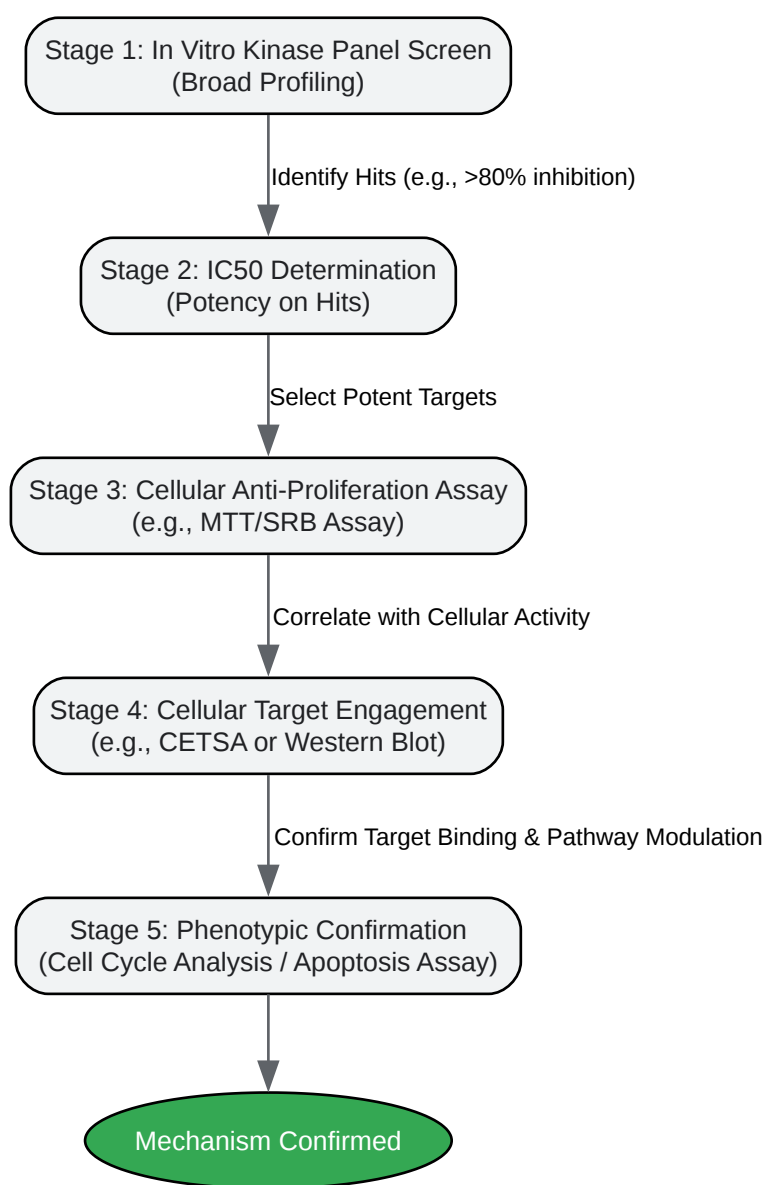 Stage 1: In Vitro Kinase Panel Screen
(Broad Profiling)
Identify Hits (e.g., >80% inhibition)
Stage 2: IC50 Determination
(Potency on Hits)
Select Potent Targets
Stage 3: Cellular Anti-Proliferation Assay
(e.g., MTT/SRB Assay)
Correlate with Cellular Activity
Stage 4: Cellular Target Engagement
(e.g., CETSA or Western Blot)
Confirm Target Binding & Pathway Modulation
Stage 5: Phenotypic Confirmation
(Cell Cycle Analysis / Apoptosis Assay)
Mechanism Confirmed